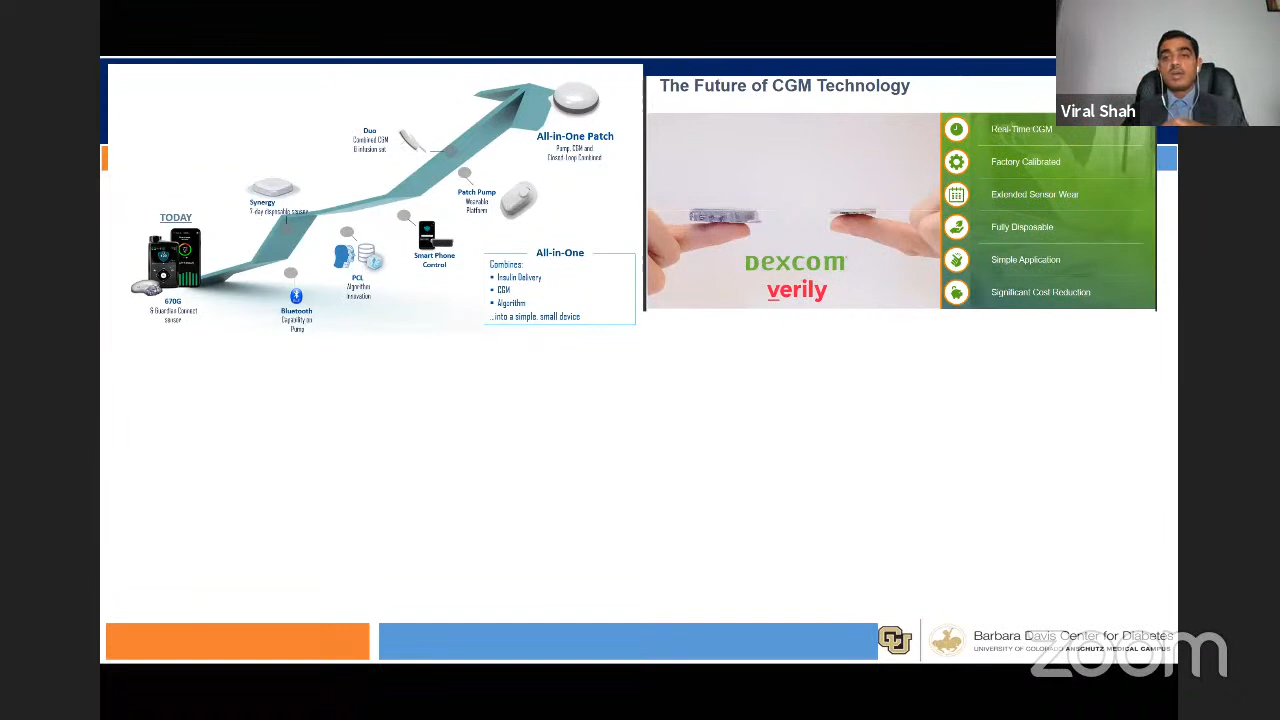 The Future of CGM Technology
Viral Shah
Duo
Combined CGM
& infusion set
All-in-One Patch
Pump, CGM and
Closed Loop Combined
Synergy
7-day disposable sensor
Patch Pump
Wearable
Platform
TODAY
670G
& Guardian Connect
sensor
Bluetooth
Capability on
Pump
PCL
Algorithm
Innovation
Smart Phone
Control
All-in-One
Combines:
▪ Insulin Delivery
▪ CGM
▪ Algorithm
...into a simple, small device
Dexcom
verily
Real-Time CGM
Factory Calibrated
Extended Sensor Wear
Fully Disposable
Simple Application
Significant Cost Reduction
CU
Barbara Davis Center for Diabetes
UNIVERSITY OF COLORADO ANSCHUTZ MEDICAL CAMPUS
zoom